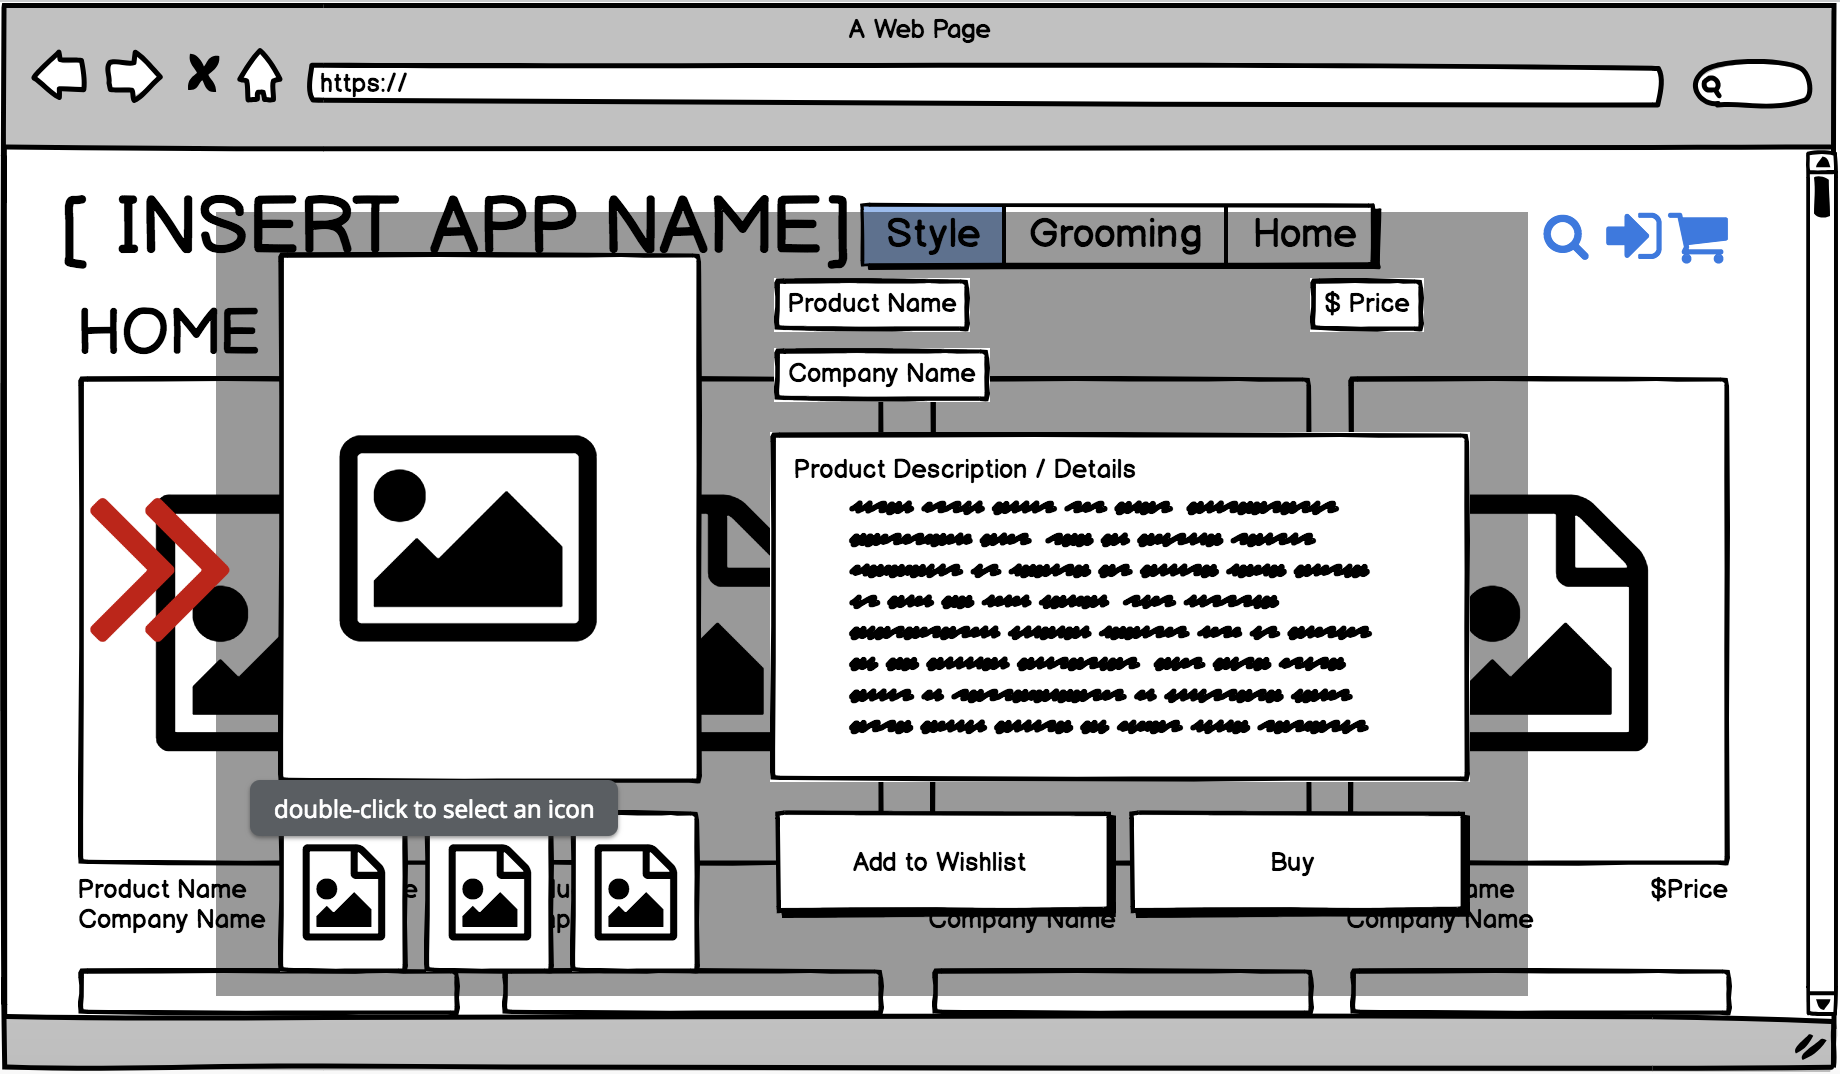 A Web Page
https://
[ INSERT APP NAME]
Style Grooming Home
Product Name
$ Price
HOME
Company Name
Product Description / Details
double-click to select an icon
Add to Wishlist
Buy
Product Name
$Price
Company Name
Company Name
Company Name